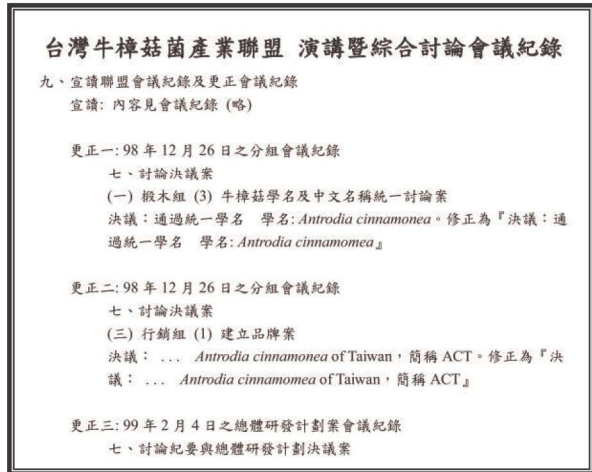 台灣牛樟菇菌產業聯盟 演講暨綜合討論會議紀錄
九、宣讀聯盟會議紀錄及更正會議紀錄
宣讀: 內容見會議紀錄 (略)
更正一: 98 年 12 月 26 日之分組會議紀錄
七、討論決議案
(一) 椴木組 (3) 牛樟菇學名及中文名稱統一討論案
決議：通過統一學名 學名: Antrodia cinnamonea。修正為『決議：通
過統一學名 學名: Antrodia cinnamomea』
更正二: 98 年 12 月 26 日之分組會議紀錄
七、討論決議案
(三) 行銷組 (1) 建立品牌案
決議： ... Antrodia cinnamonea of Taiwan，簡稱 ACT。修正為『決
議： ... Antrodia cinnamomea of Taiwan，簡稱 ACT』
更正三: 99 年 2 月 4 日之總體研發計劃案會議紀錄
七、討論紀要與總體研發計劃決議案